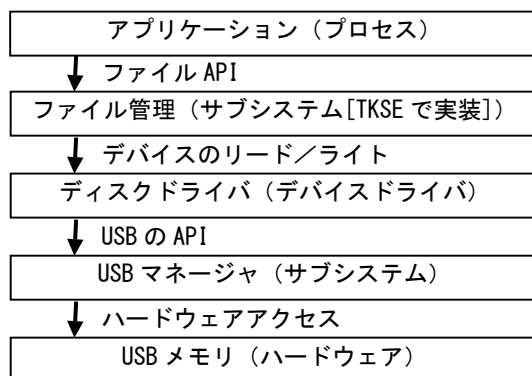 アプリケーション（プロセス）
ファイル API
ファイル管理（サブシステム[TKSE で実装]）
デバイスのリード／ライト
ディスクドライバ（デバイスドライバ）
USB の API
USB マネージャ（サブシステム）
ハードウェアアクセス
USB メモリ（ハードウェア）